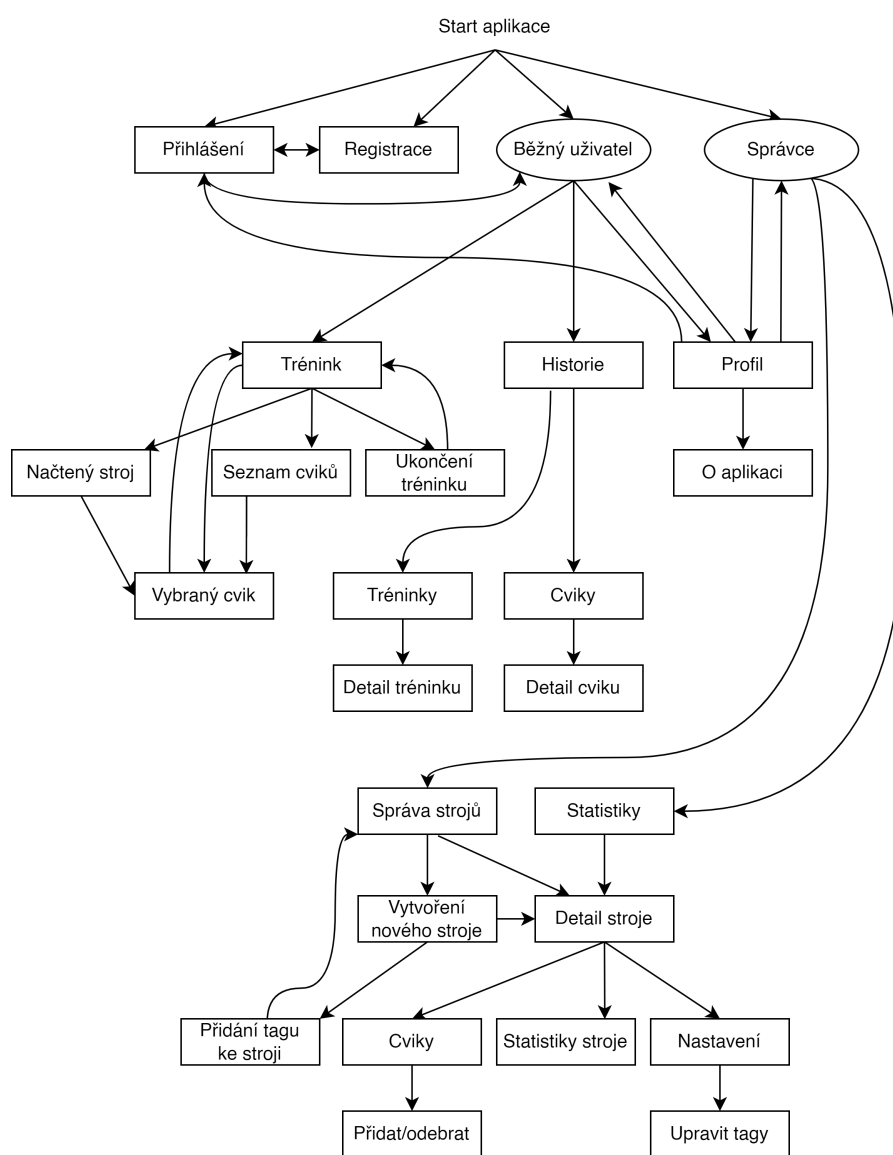 Start aplikace
Přihlášení
Registrace
Běžný uživatel
Správce
Trénink
Historie
Profil
Načtený stroj
Seznam cviků
Ukončení
tréninku
O aplikaci
Vybraný cvik
Tréninky
Cviky
Detail tréninku
Detail cviku
Správa strojů
Statistiky
Vytvoření
nového stroje
Detail stroje
Přidání tagu
ke stroji
Cviky
Statistiky stroje
Nastavení
Přidat/odebrat
Upravit tagy